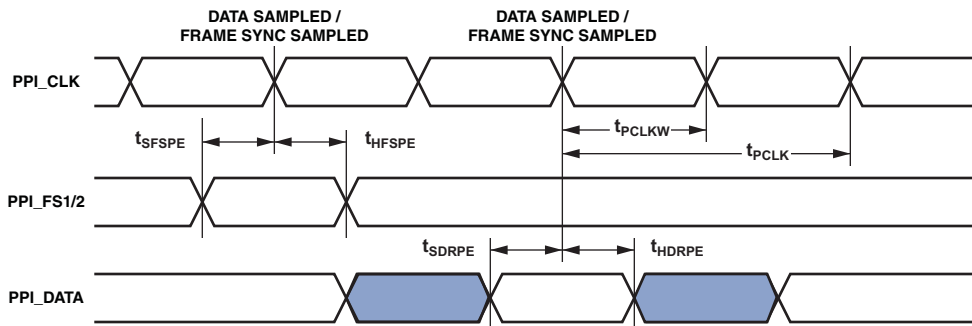 DATA SAMPLED /
FRAME SYNC SAMPLED
DATA SAMPLED /
FRAME SYNC SAMPLED
PPI_CLK
tSFSPE
tHFSPE
tPCLKW
tPCLK
PPI_FS1/2
tSDRPE
tHDRPE
PPI_DATA